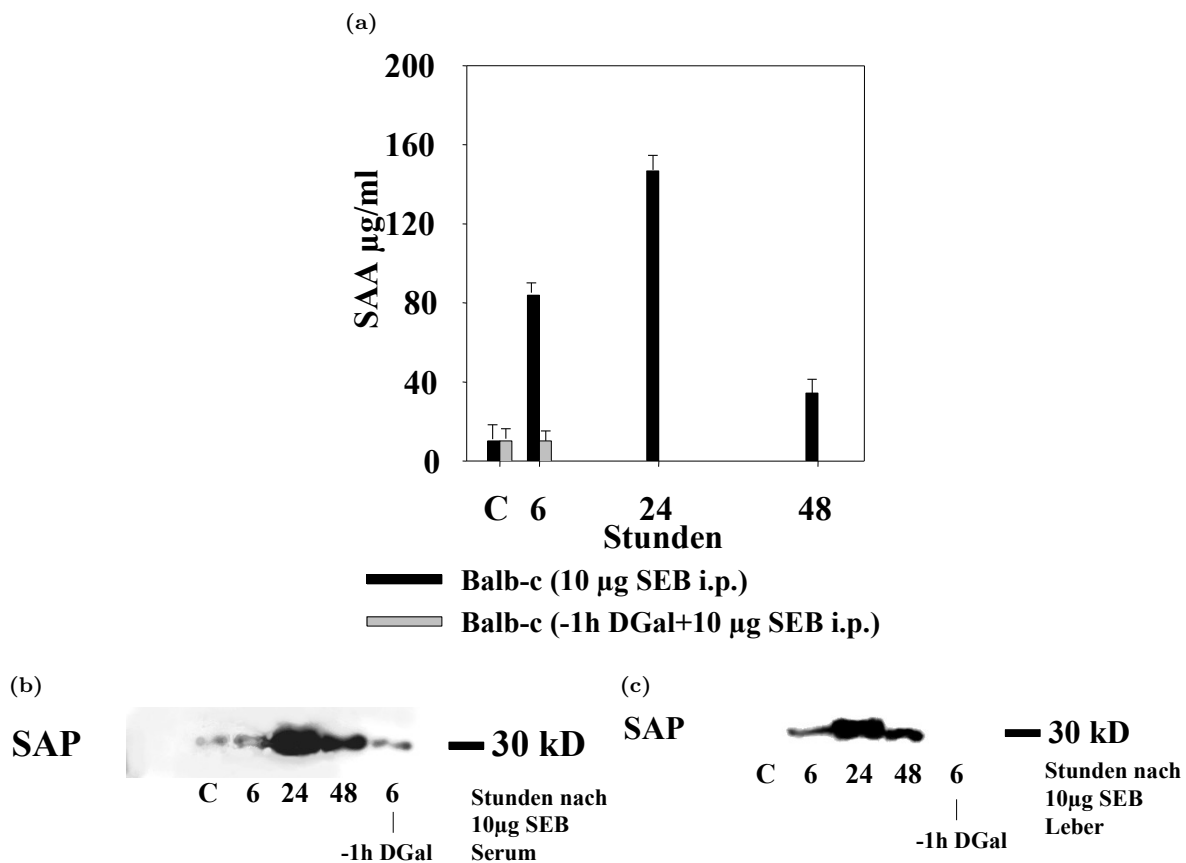 (a)
200
160
120
80
40
0
SAA µg/ml
C 6 24 48
Stunden
Balb-c (10 µg SEB i.p.)
Balb-c (-1h DGal+10 µg SEB i.p.)
(b)
SAP
30 kD
C 6 24 48 6
-1h DGal
Stunden nach
10µg SEB
Serum
(c)
SAP
30 kD
C 6 24 48 6
-1h DGal
Stunden nach
10µg SEB
Leber